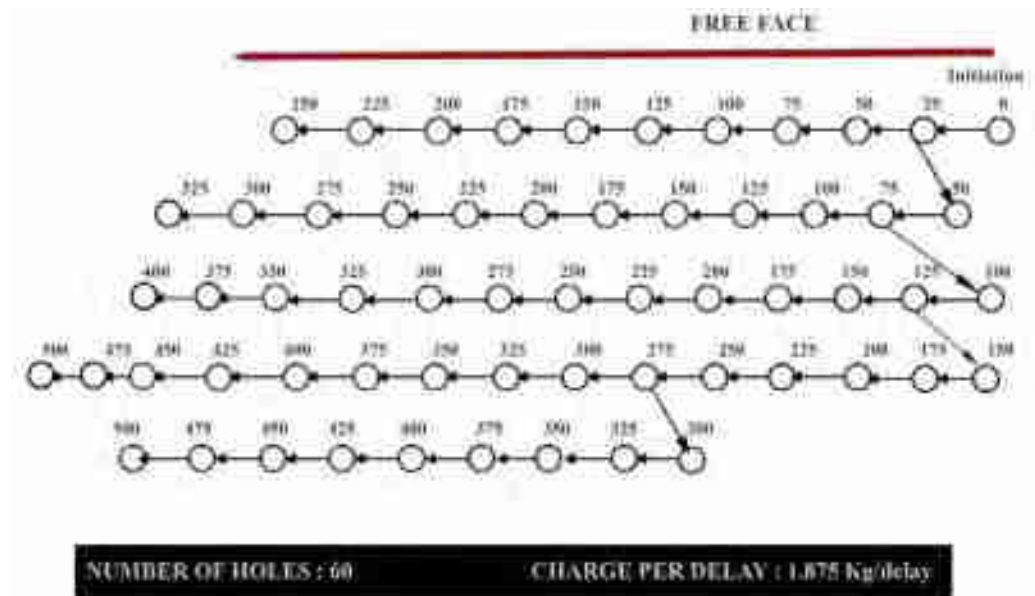 FREE FACE
Initiation
250 225 200 175 150 125 100 75 50 25 0
325 300 275 250 225 200 175 150 125 100 75 50
400 375 350 325 300 275 250 225 200 175 150 125 100
500 475 450 425 400 375 350 325 300 275 250 225 200 175 150
500 475 450 425 400 375 350 325 300
NUMBER OF HOLES : 60 CHARGE PER DELAY : 1.875 Kg/delay